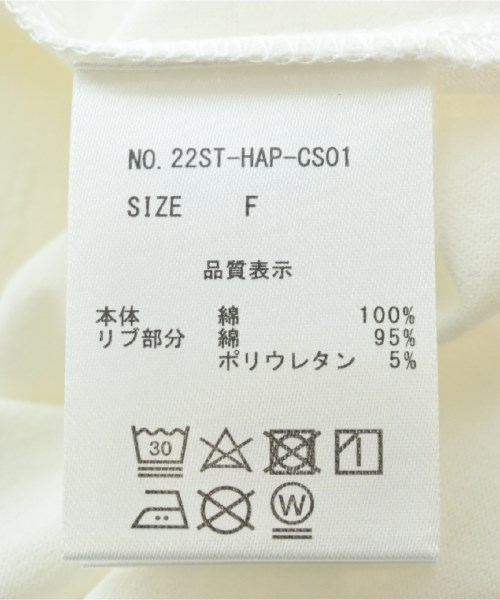 NO. 22ST-HAP-CS01
SIZE F
品質表示
本体 綿 100%
リブ部分 綿 95%
ポリウレタン 5%
30
W